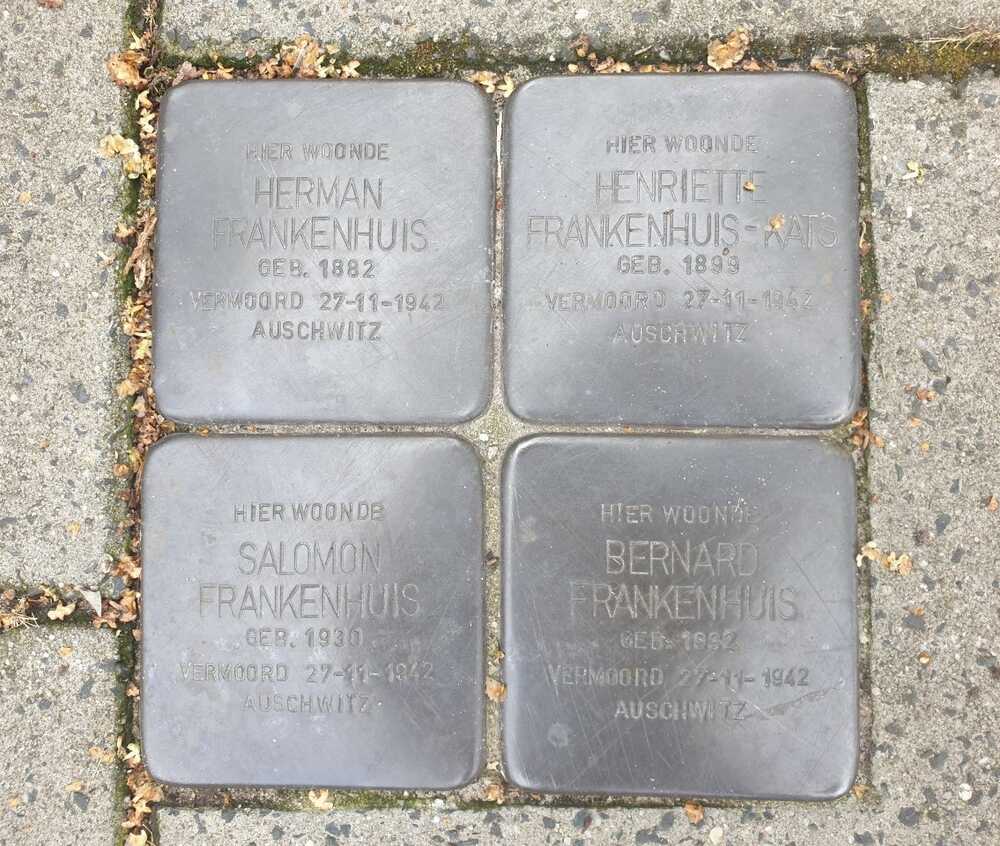 HIER WOONDE
HERMAN
FRANKENHUIS
GEB. 1882
VERMOORD 27-11-1942
AUSCHWITZ
HIER WOONDE
HENRIETTE
FRANKENHUIS-KATS
GEB. 1899
VERMOORD 27-11-1942
AUSCHWITZ
HIER WOONDE
SALOMON
FRANKENHUIS
GEB. 1930
VERMOORD 27-11-1942
AUSCHWITZ
HIER WOONDE
BERNARD
FRANKENHUIS
GEB. 1932
VERMOORD 27-11-1942
AUSCHWITZ